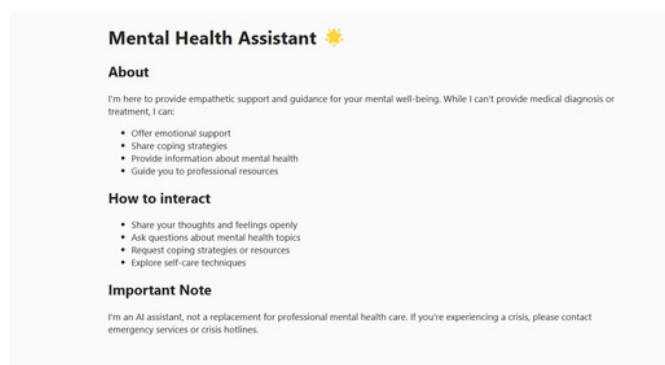 Mental Health Assistant 🌟
About
I'm here to provide empathetic support and guidance for your mental well-being. While I can't provide medical diagnosis or
treatment, I can:
• Offer emotional support
• Share coping strategies
• Provide information about mental health
• Guide you to professional resources
How to interact
• Share your thoughts and feelings openly
• Ask questions about mental health topics
• Request coping strategies or resources
• Explore self-care techniques
Important Note
I'm an AI assistant, not a replacement for professional mental health care. If you're experiencing a crisis, please contact
emergency services or crisis hotlines.